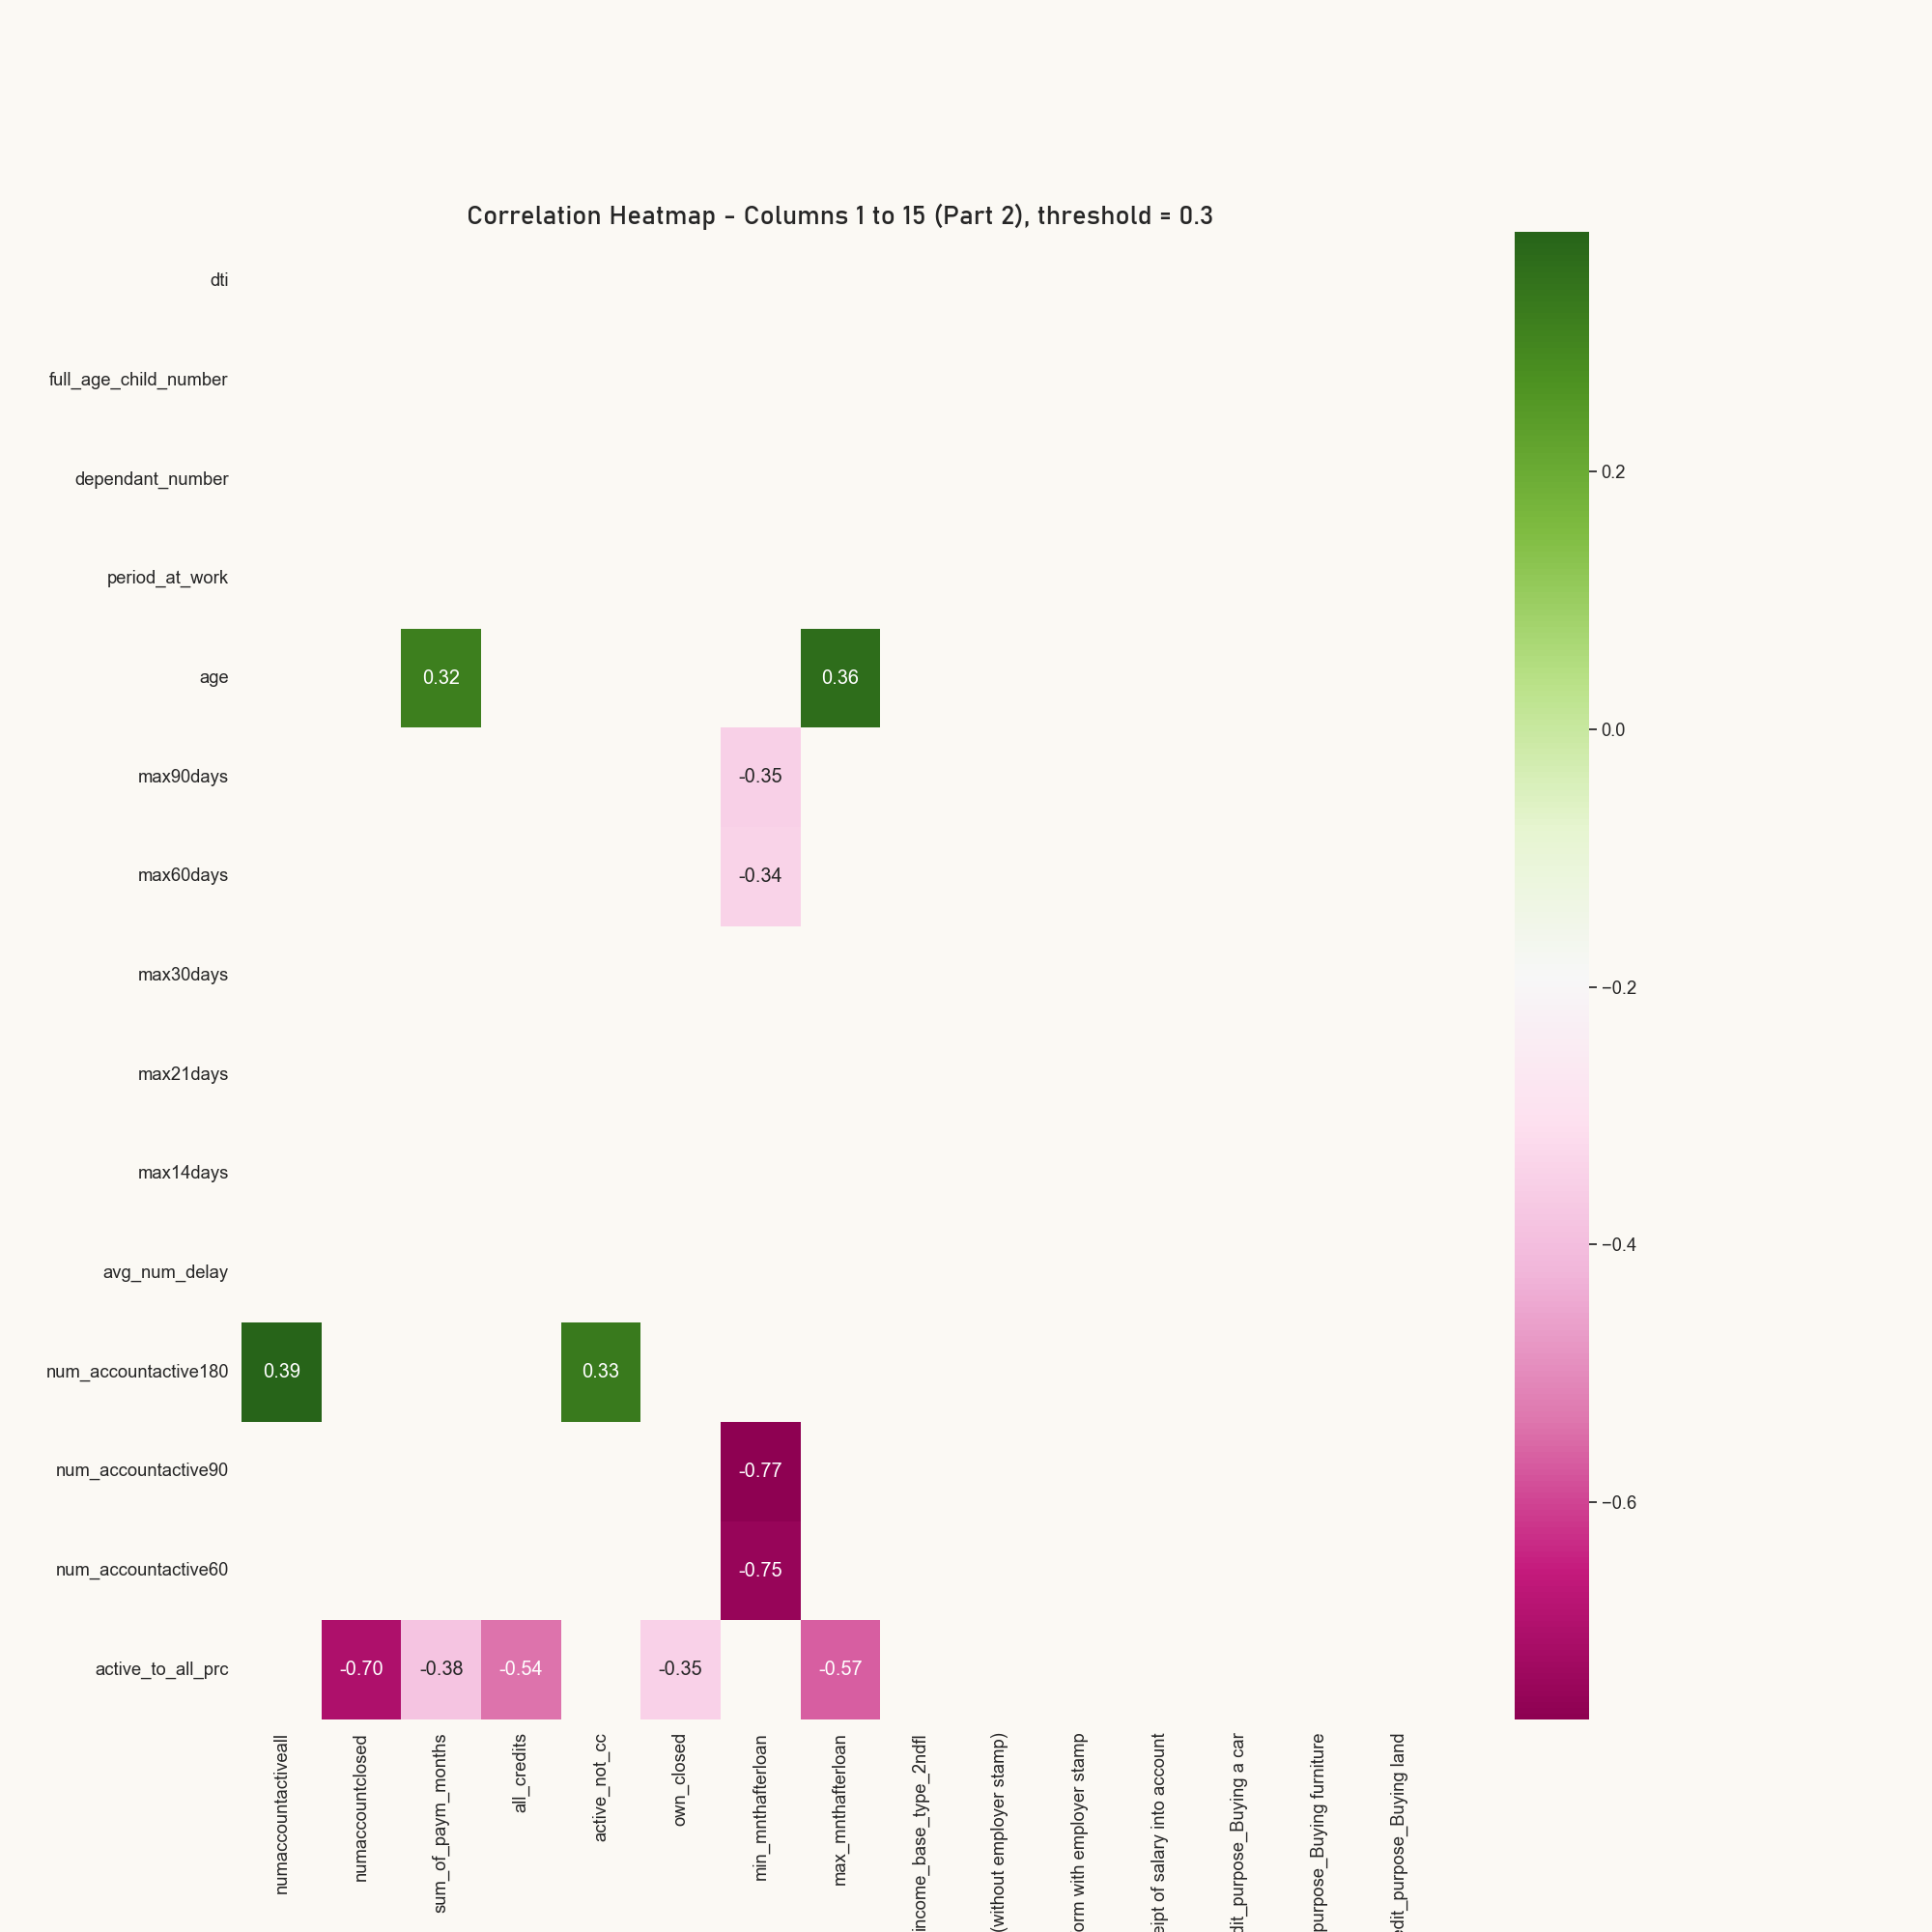 Correlation Heatmap - Columns 1 to 15 (Part 2), threshold = 0.3
dti
full_age_child_number
dependant_number
period_at_work
age
0.32
0.36
max90days
-0.35
max60days
-0.34
max30days
max21days
max14days
avg_num_delay
num_accountactive180
0.39
0.33
num_accountactive90
-0.77
num_accountactive60
-0.75
active_to_all_prc
-0.70
-0.38
-0.54
-0.35
-0.57
numaccountactiveall
numaccountclosed
sum_of_paym_months
all_credits
active_not_cc
own_closed
min_mnthafterloan
max_mnthafterloan
income_base_type_2ndfl
(without employer stamp)
orm with employer stamp
eipt of salary into account
dit_purpose_Buying a car
purpose_Buying furniture
edit_purpose_Buying land
0.2
0.0
−0.2
−0.4
−0.6